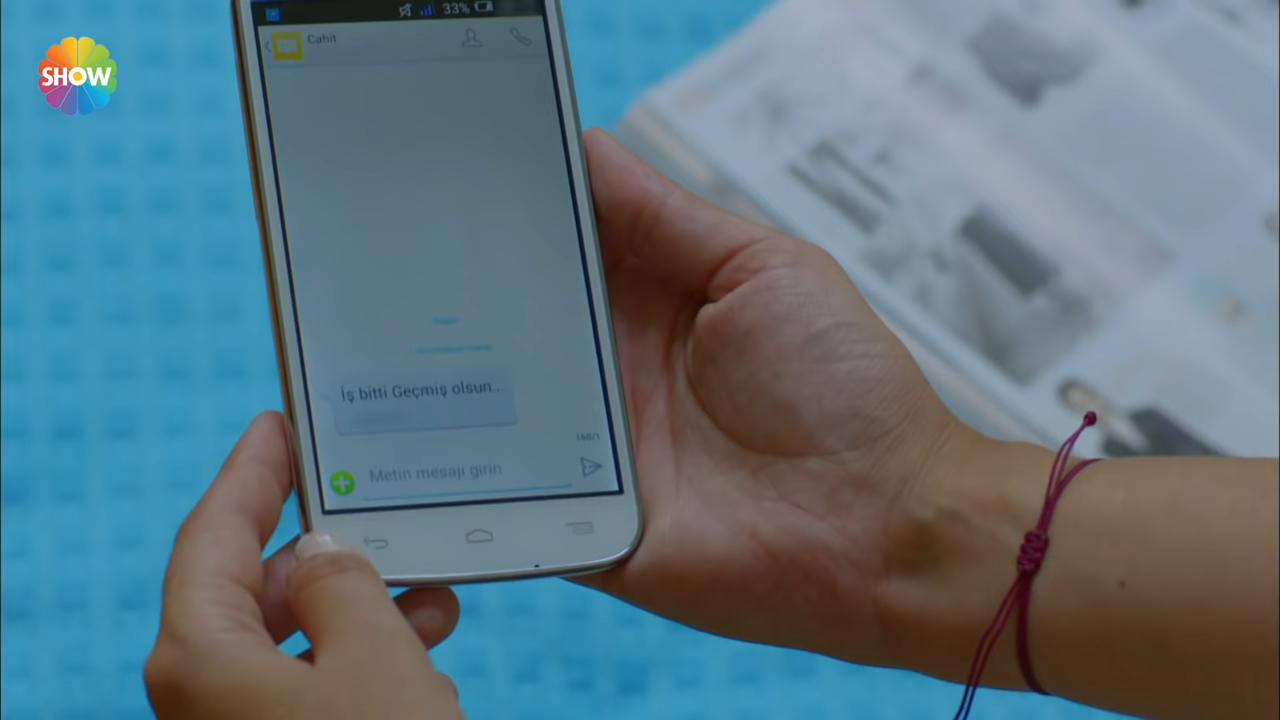 SHOW
33%
Cahit
İş bitti Geçmiş olsun...
160/1
Metin mesajı girin